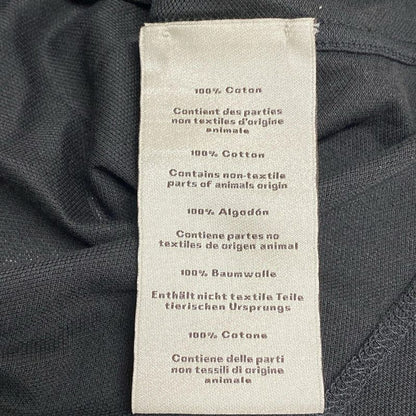 100% Coton
Contient des parties
non textiles d'origine
animale
100% Cotton
Contains non-textile
parts of animals origin
100% Algodón
Contiene partes no
textiles de origen animal
100% Baumwolle
Enthält nicht textile Teile
tierischen Ursprungs
100% Cotone
Contiene delle parti
non tessili di origine
animale